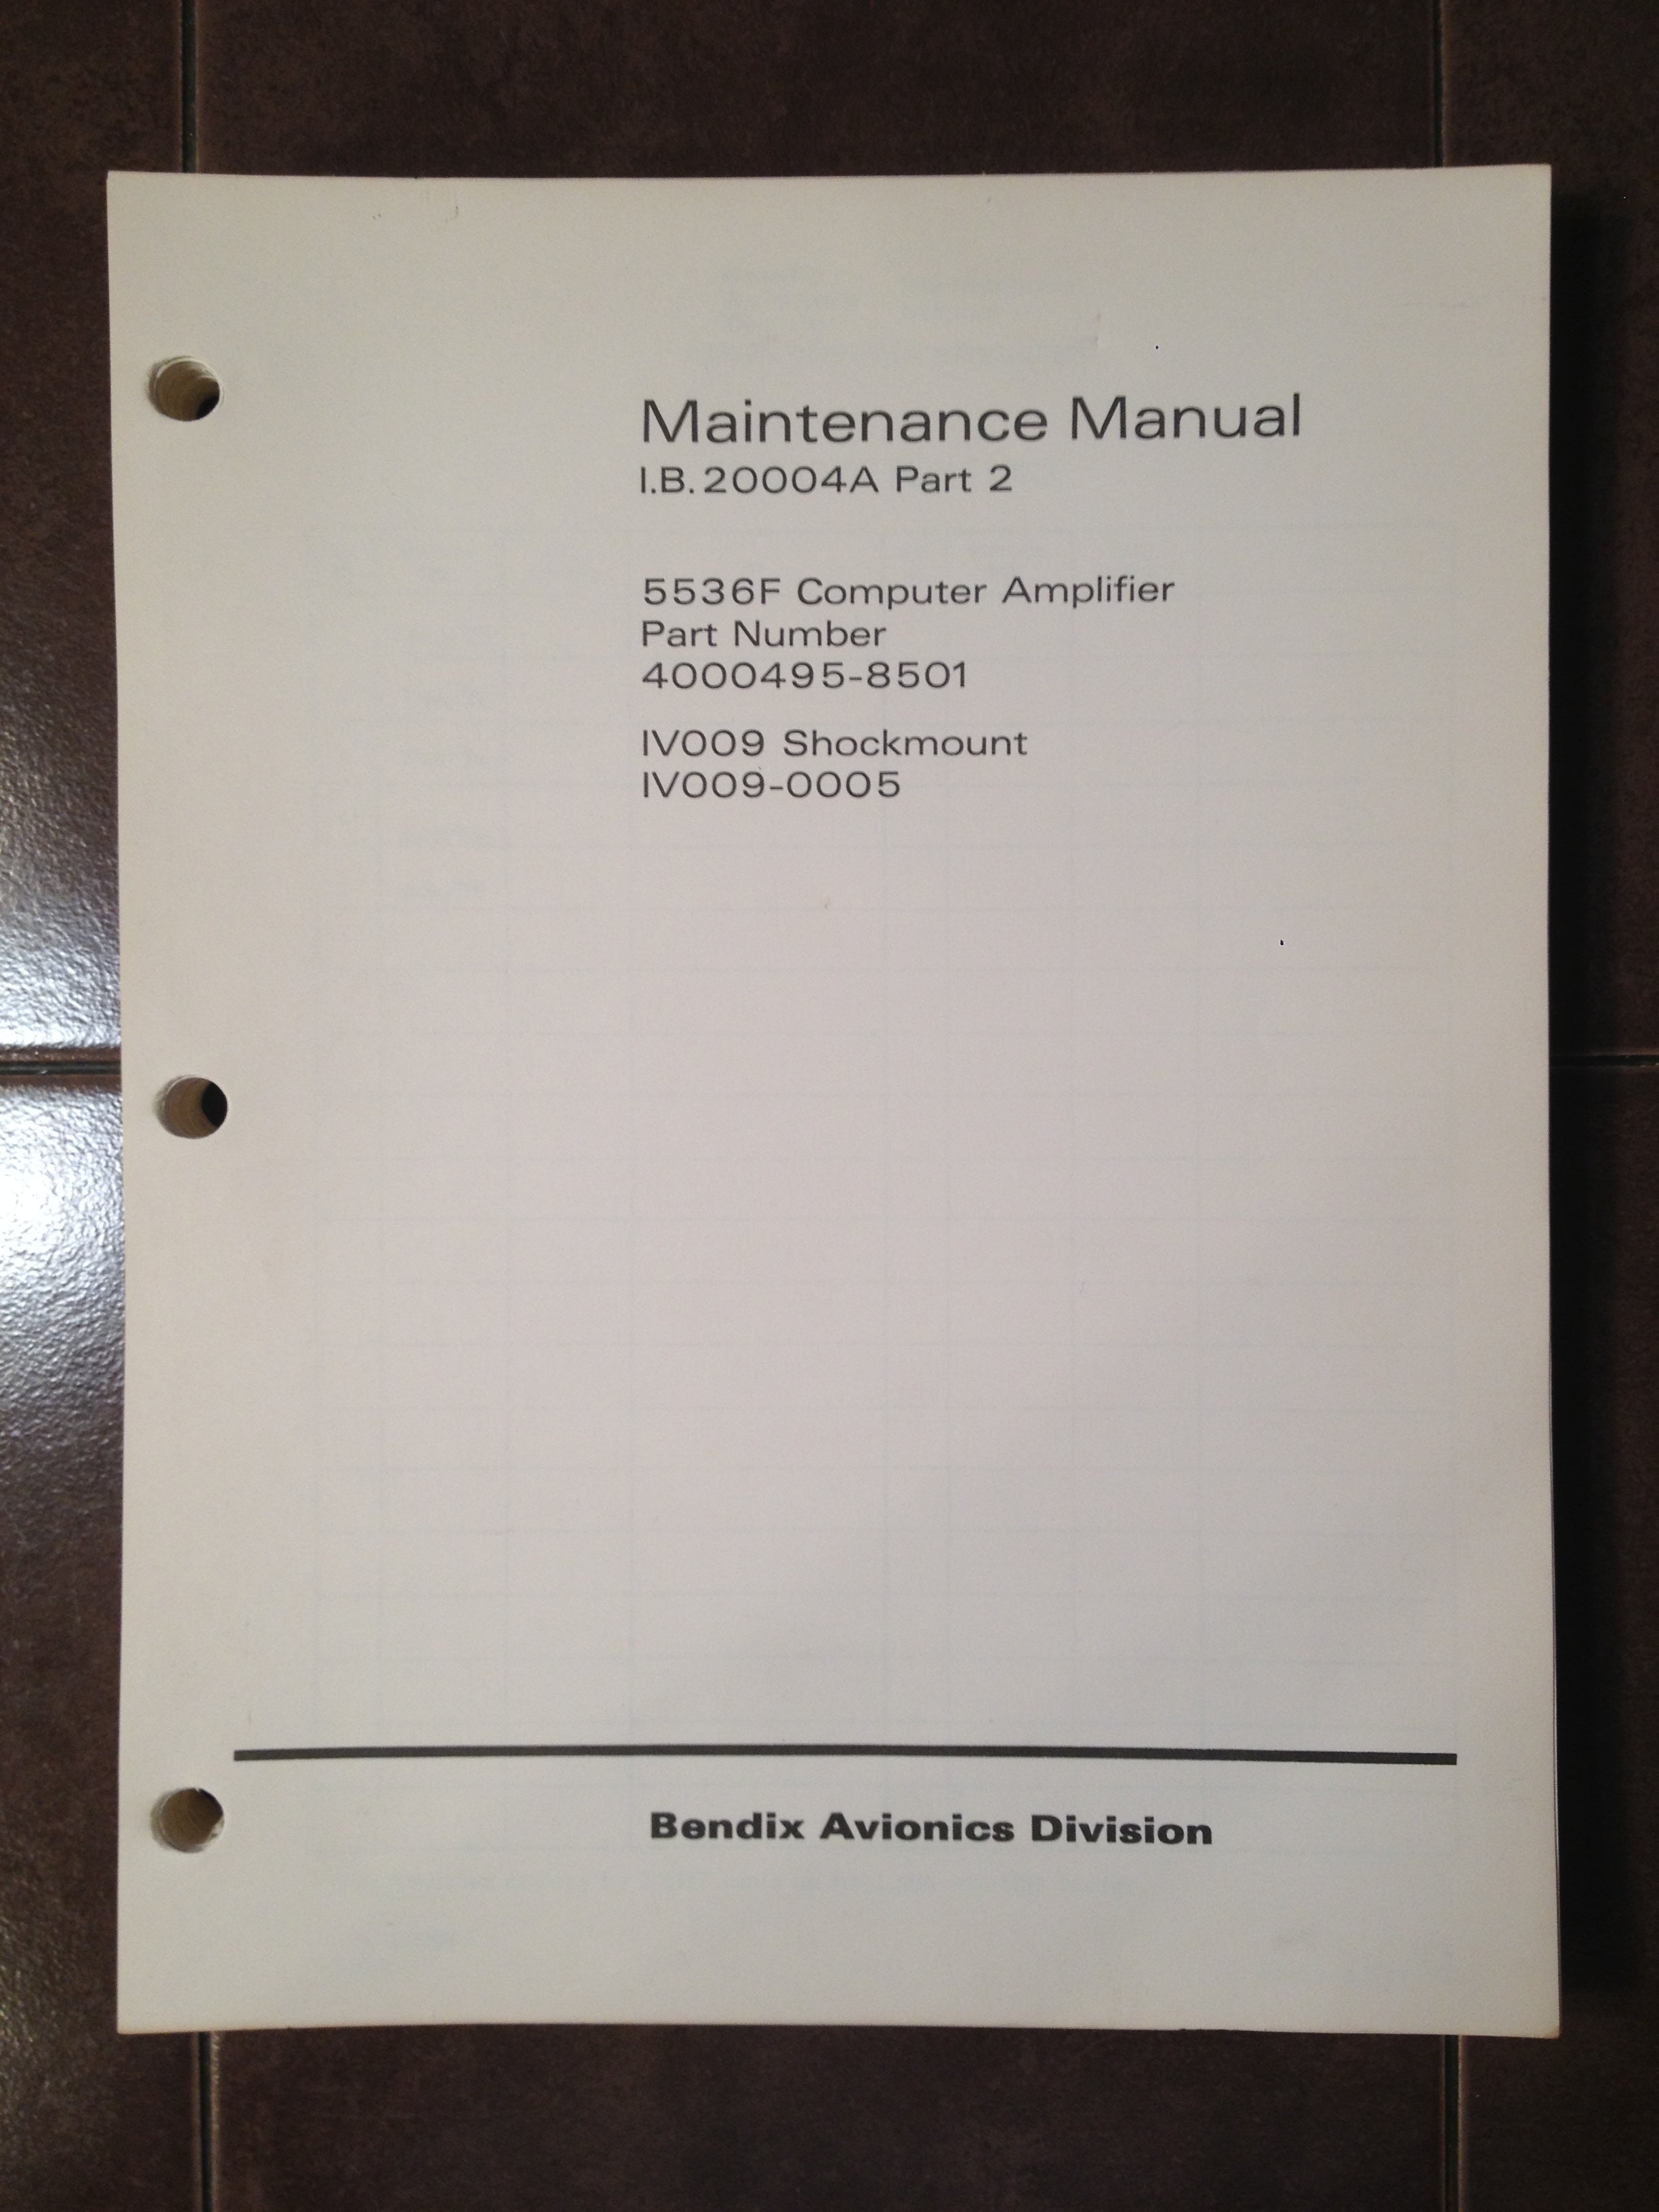 Maintenance Manual
I.B. 20004A Part 2
5536F Computer Amplifier
Part Number
4000495-8501
IV009 Shockmount
IV009-0005
Bendix Avionics Division